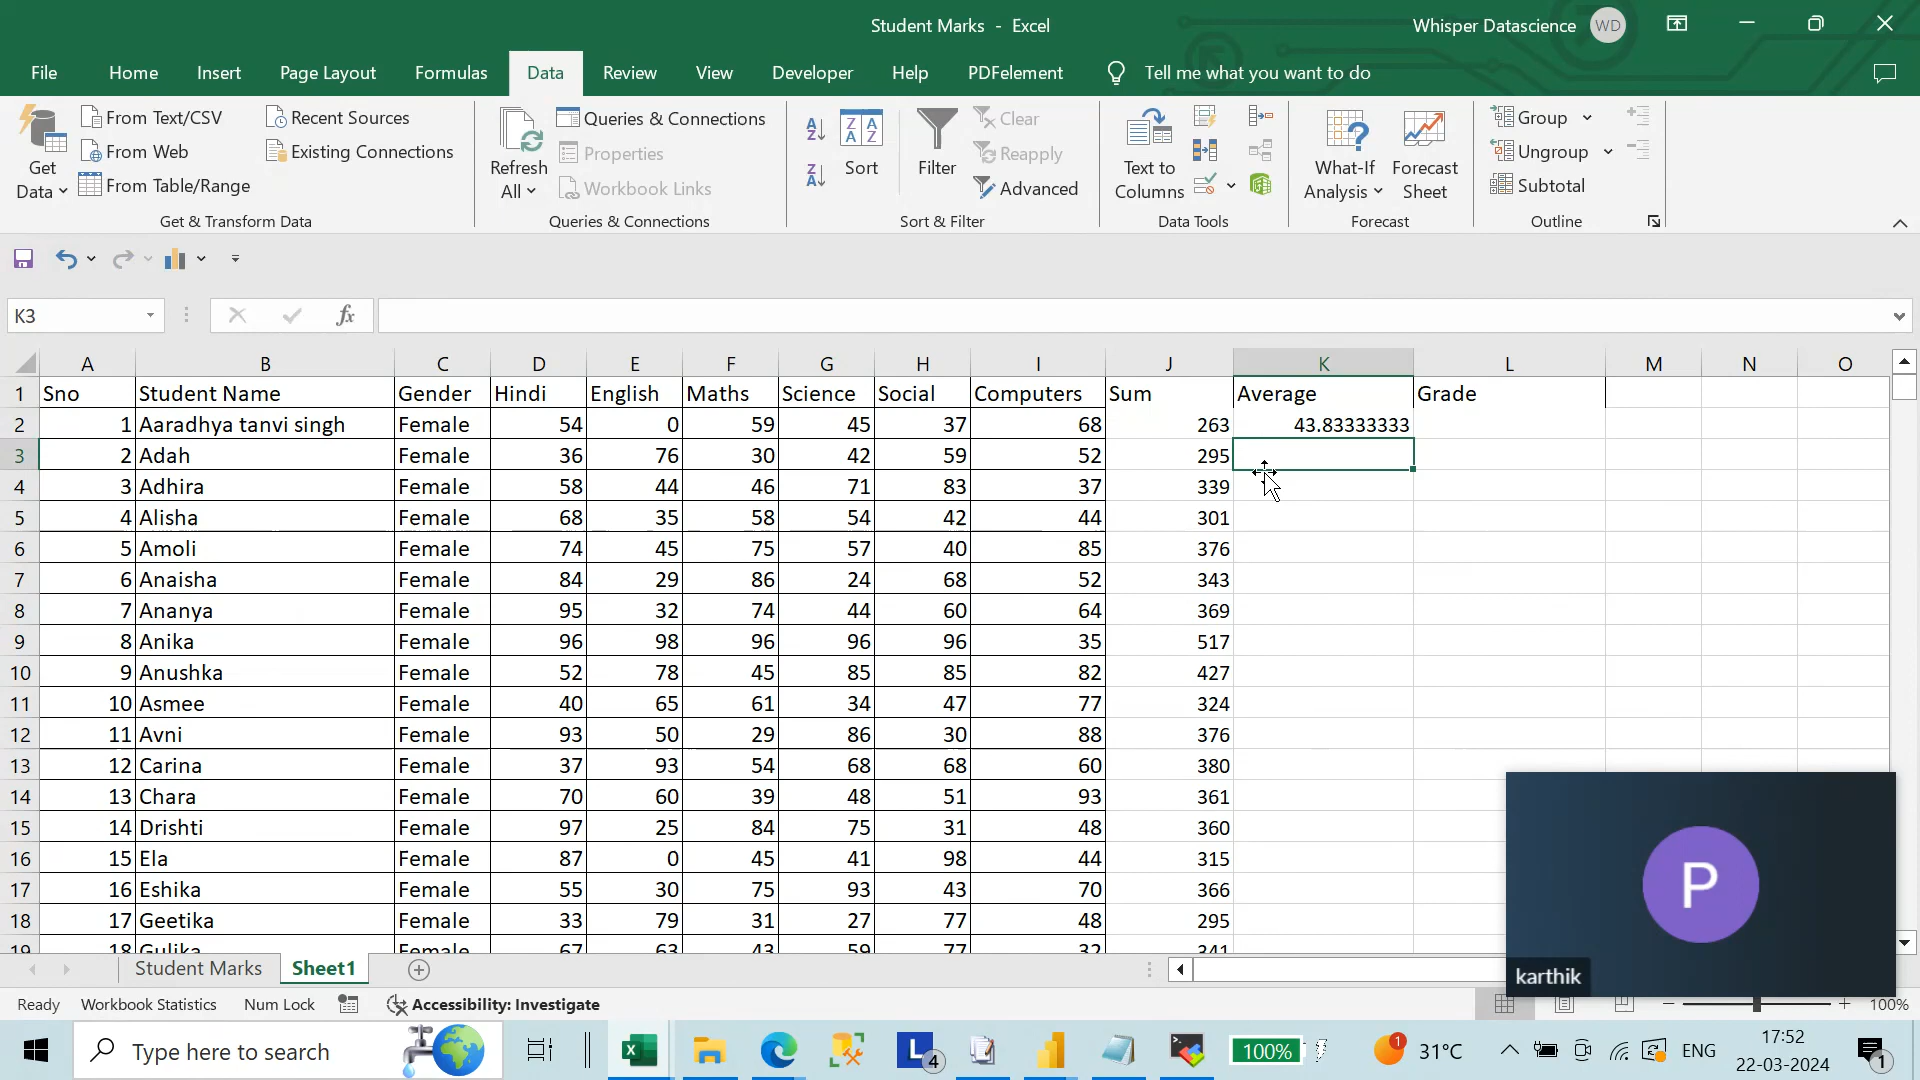 Student Marks - Excel
Whisper Datascience WD
File Home Insert Page Layout Formulas Data Review View Developer Help PDFelement Tell me what you want to do
Get Data
From Text/CSV
From Web
From Table/Range
Recent Sources
Existing Connections
Get & Transform Data
Refresh All
Queries & Connections
Properties
Workbook Links
Queries & Connections
Sort
Filter
Clear
Reapply
Advanced
Sort & Filter
Text to Columns
Data Tools
What-If Analysis
Forecast Sheet
Forecast
Group
Ungroup
Subtotal
Outline
K3 fx
A B C D E F G H I J K L M N O
1 Sno Student Name Gender Hindi English Maths Science Social Computers Sum Average Grade
2 1 Aaradhya tanvi singh Female 54 0 59 45 37 68 263 43.83333333
3 2 Adah Female 36 76 30 42 59 52 295
4 3 Adhira Female 58 44 46 71 83 37 339
5 4 Alisha Female 68 35 58 54 42 44 301
6 5 Amoli Female 74 45 75 57 40 85 376
7 6 Anaisha Female 84 29 86 24 68 52 343
8 7 Ananya Female 95 32 74 44 60 64 369
9 8 Anika Female 96 98 96 96 96 35 517
10 9 Anushka Female 52 78 45 85 85 82 427
11 10 Asmee Female 40 65 61 34 47 77 324
12 11 Avni Female 93 50 29 86 30 88 376
13 12 Carina Female 37 93 54 68 68 60 380
14 13 Chara Female 70 60 39 48 51 93 361
15 14 Drishti Female 97 25 84 75 31 48 360
16 15 Ela Female 87 0 45 41 98 44 315
17 16 Eshika Female 55 30 75 93 43 70 366
18 17 Geetika Female 33 79 31 27 77 48 295
19 18 Gulika Female 67 63 43 59 77 32 341
P
karthik
Student Marks Sheet1
Ready Workbook Statistics Num Lock Accessibility: Investigate 100%
Type here to search
4
100%
1
31°C
ENG
17:52
22-03-2024
1